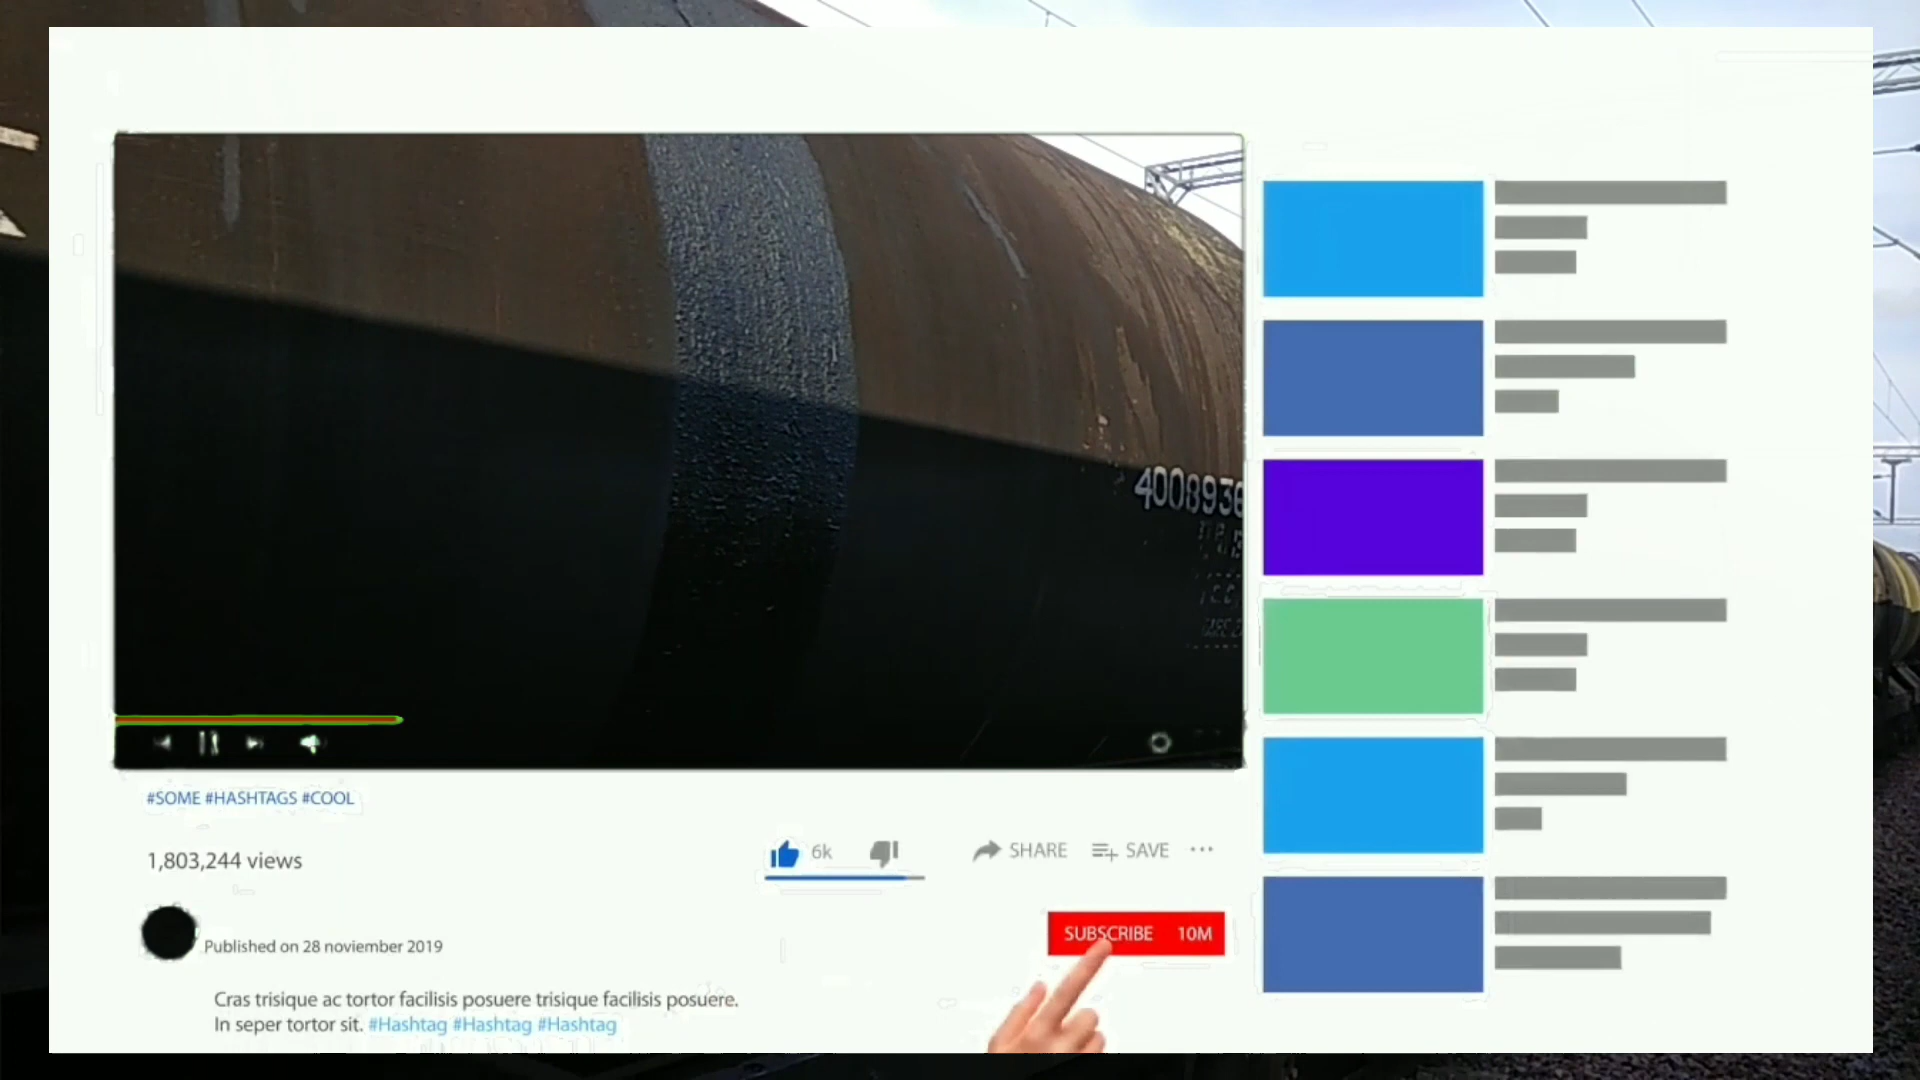 4008936
#SOME #HASHTAGS #COOL
1,803,244 views
6k
SHARE
SAVE
Published on 28 noviember 2019
SUBSCRIBE 10M
Cras trisique ac tortor facilisis posuere trisique facilisis posuere.
In seper tortor sit. #Hashtag #Hashtag #Hashtag